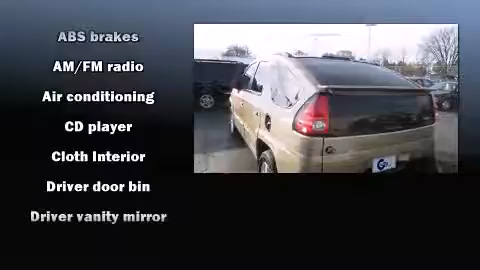 ABS brakes
AM/FM radio
Air conditioning
CD player
Cloth Interior
Driver door bin
Driver vanity mirror